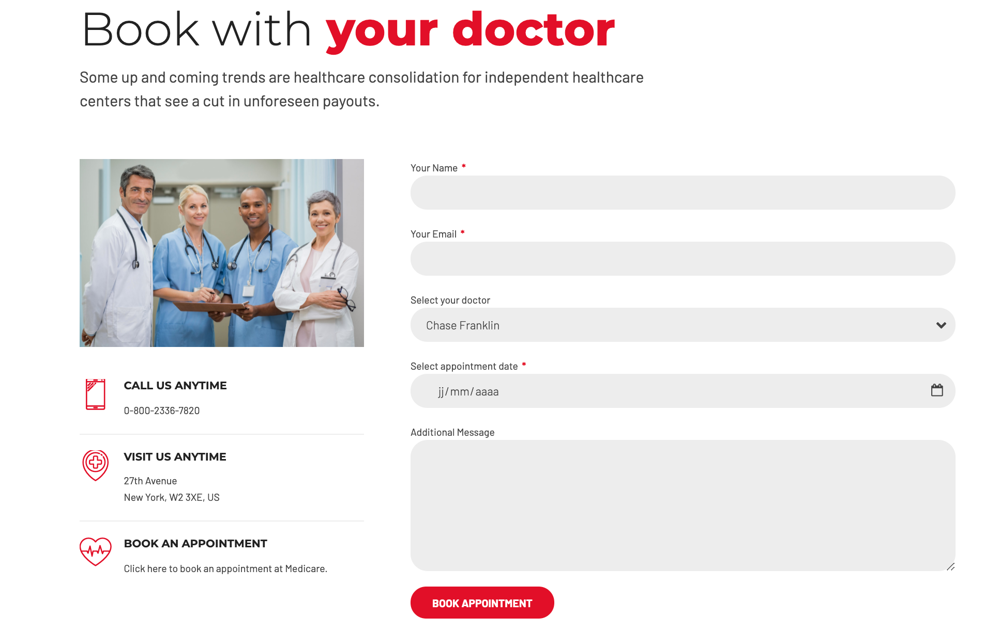 Book with your doctor
Some up and coming trends are healthcare consolidation for independent healthcare
centers that see a cut in unforeseen payouts.
CALL US ANYTIME
0-800-2336-7820
VISIT US ANYTIME
27th Avenue
New York, W2 3XE, US
BOOK AN APPOINTMENT
Click here to book an appointment at Medicare.
Your Name *
Your Email *
Select your doctor
Chase Franklin
Select appointment date *
jj/mm/aaaa
Additional Message
BOOK APPOINTMENT